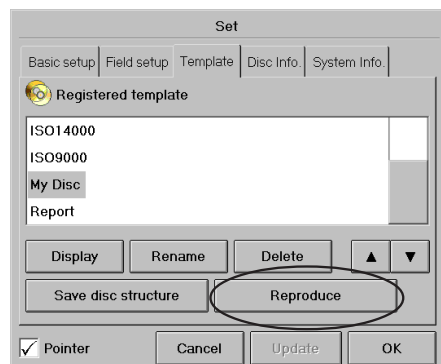 Set
Basic setup Field setup Template Disc Info. System Info.
Registered template
ISO14000
ISO9000
My Disc
Report
Display Rename Delete ▲ ▼
Save disc structure Reproduce
Pointer Cancel Update OK